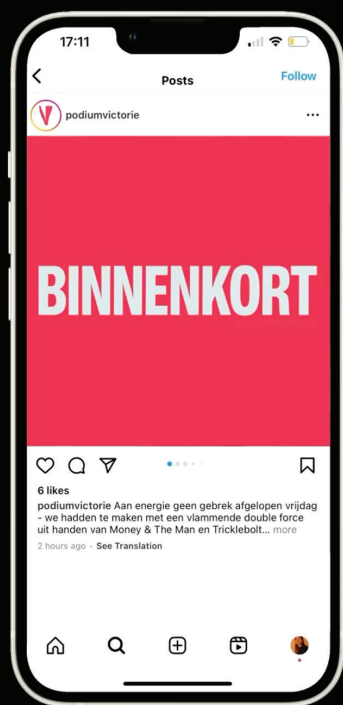 17:11
Posts
Follow
podiumvictorie
BINNENKORT
6 likes
podiumvictorie Aan energie geen gebrek afgelopen vrijdag
- we hadden te maken met een vlammende double force
uit handen van Money & The Man en Tricklebolt... more
2 hours ago - See Translation